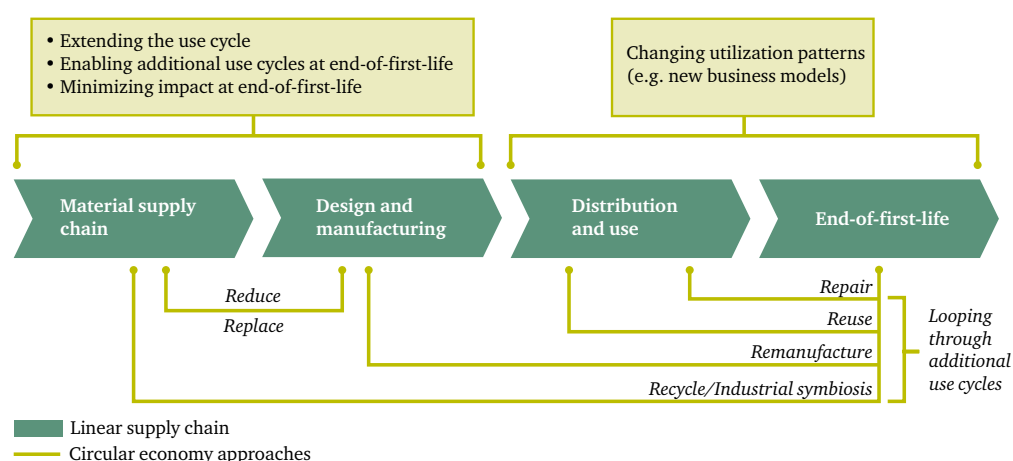 • Extending the use cycle
• Enabling additional use cycles at end-of-first-life
• Minimizing impact at end-of-first-life
Changing utilization patterns
(e.g. new business models)
Material supply
chain
Design and
manufacturing
Distribution
and use
End-of-first-life
Reduce
Replace
Repair
Reuse
Remanufacture
Recycle/Industrial symbiosis
Looping
through
additional
use cycles
Linear supply chain
Circular economy approaches